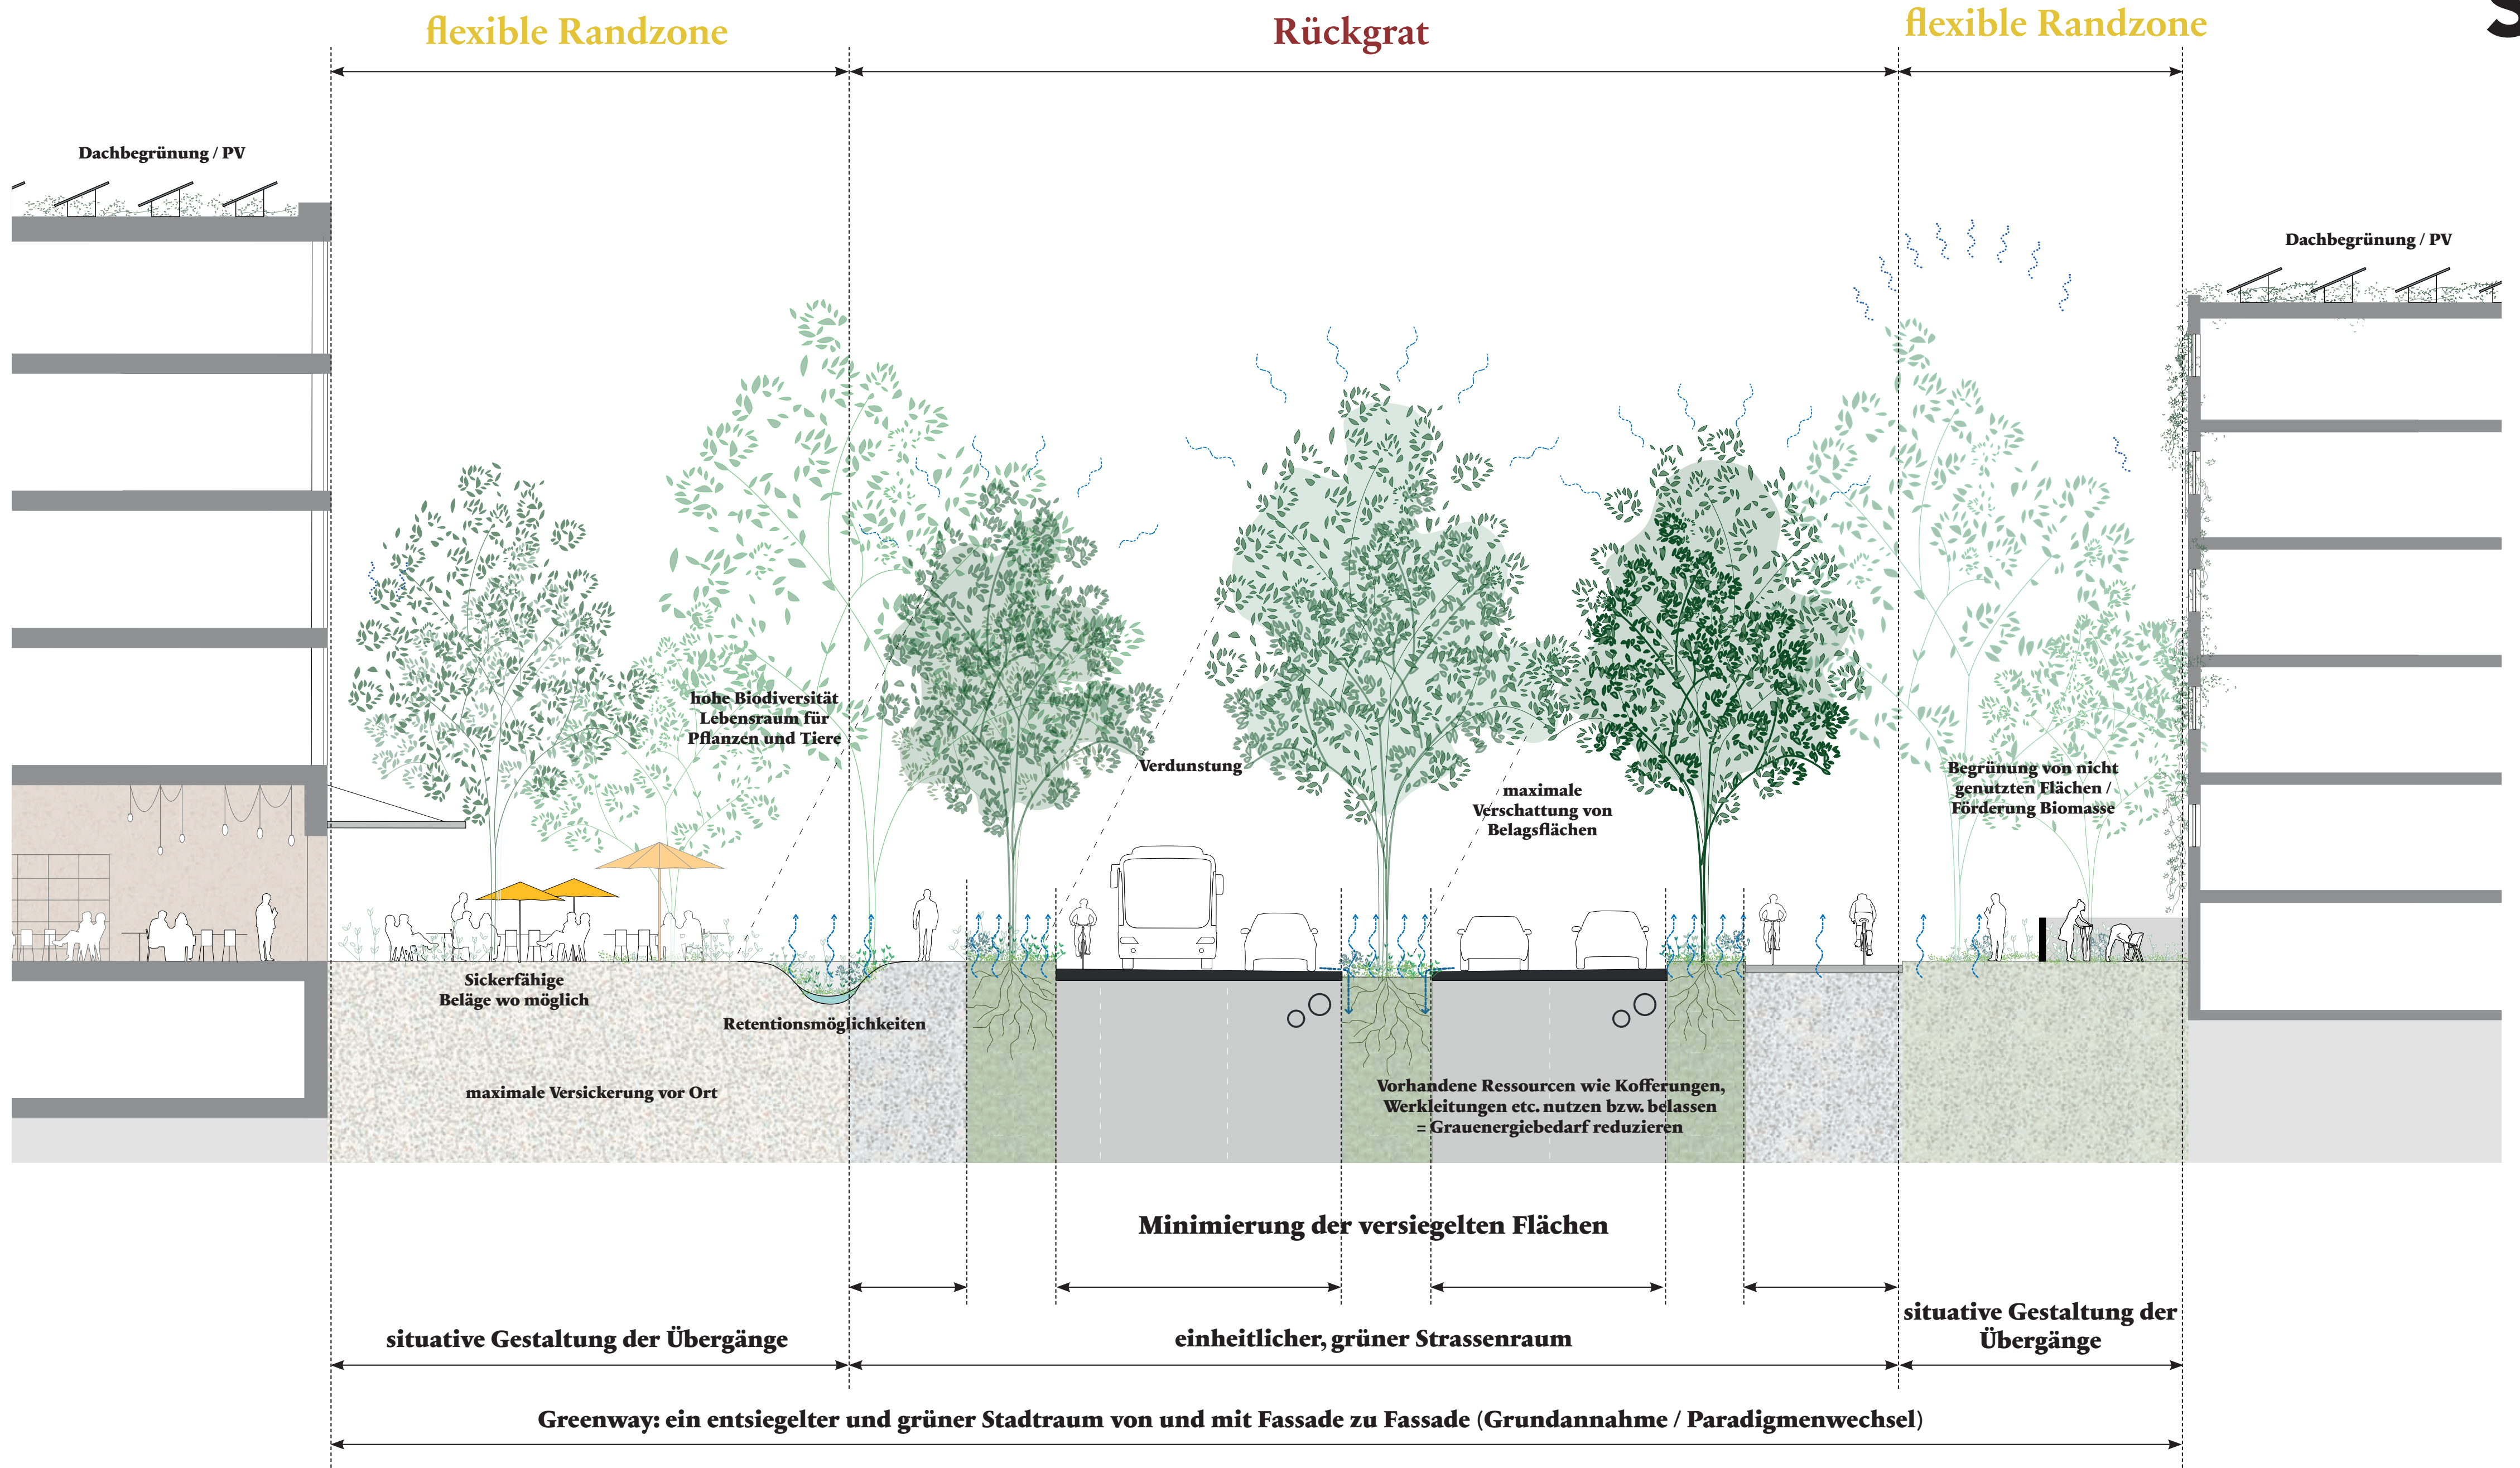 flexible Randzone
Rückgrat
flexible Randzone
S
Dachbegrünung / PV
Dachbegrünung / PV
hohe Biodiversität
Lebensraum für
Pflanzen und Tiere
Verdunstung
maximale
Verschattung von
Belagsflächen
Begrünung von nicht
genutzten Flächen /
Förderung Biomasse
Sickerfähige
Beläge wo möglich
Retentionsmöglichkeiten
maximale Versickerung vor Ort
Vorhandene Ressourcen wie Kofferungen,
Werkleitungen etc. nutzen bzw. belassen
= Grauenergiebedarf reduzieren
Minimierung der versiegelten Flächen
situative Gestaltung der Übergänge
einheitlicher, grüner Strassenraum
situative Gestaltung der
Übergänge
Greenway: ein entsiegelter und grüner Stadtraum von und mit Fassade zu Fassade (Grundannahme / Paradigmenwechsel)